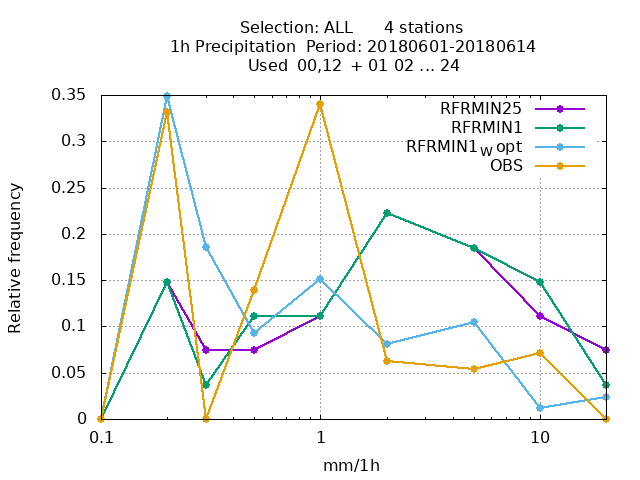 Selection: ALL      4 stations
1h Precipitation  Period: 20180601-20180614
Used  00,12  + 01 02 ... 24
0.35
0.3
0.25
0.2
0.15
0.1
0.05
0
Relative frequency
RFRMIN25
RFRMIN1
RFRMIN1w opt
OBS
0.1 1 10
mm/1h